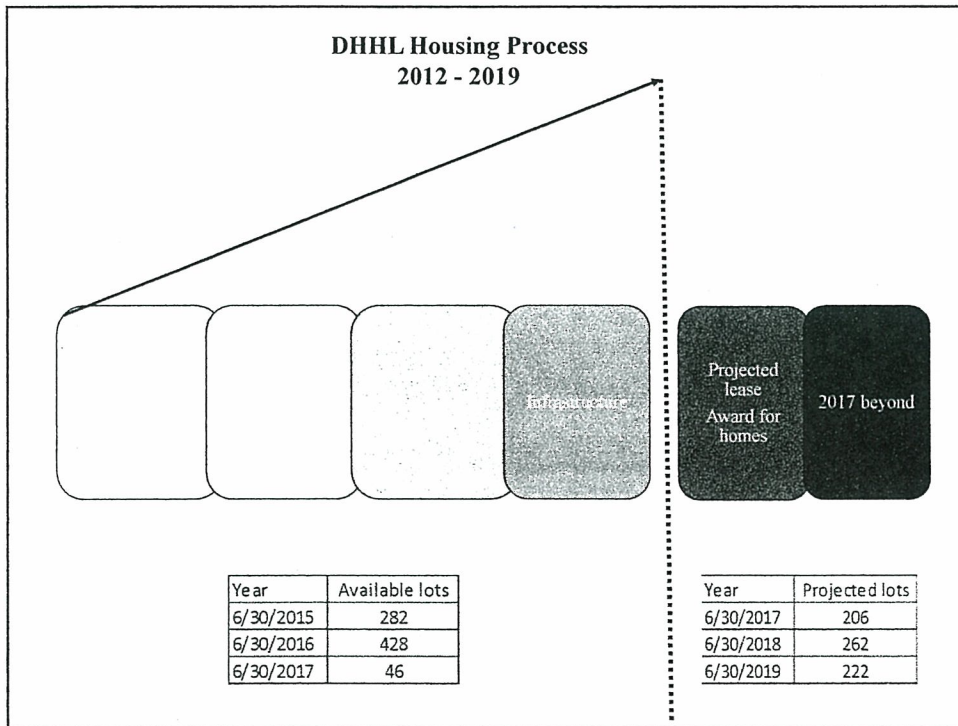 DHHL Housing Process
2012 - 2019
Infrastructure
Projected
lease
Award for
homes
2017 beyond
Year Available lots
6/30/2015 282
6/30/2016 428
6/30/2017 46
Year Projected lots
6/30/2017 206
6/30/2018 262
6/30/2019 222